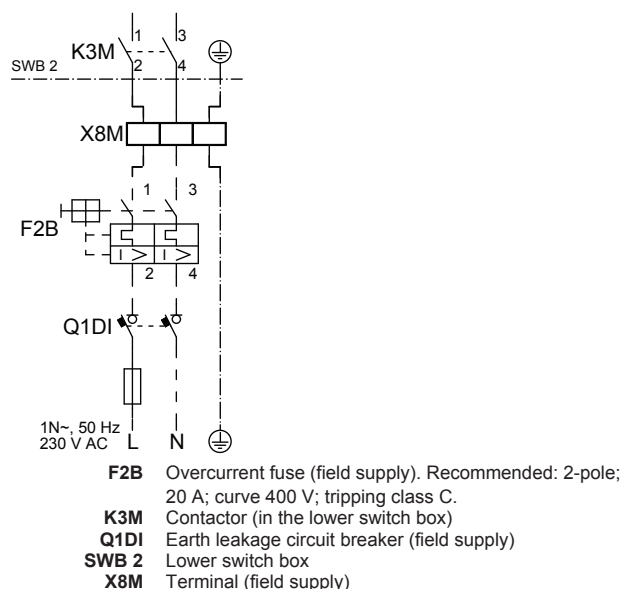 1 3
K3M
SWB 2 2 4
X8M
1 3
F2B
I > I >
2 4
Q1DI
1N~, 50 Hz
230 V AC L N
F2B Overcurrent fuse (field supply). Recommended: 2-pole;
20 A; curve 400 V; tripping class C.
K3M Contactor (in the lower switch box)
Q1DI Earth leakage circuit breaker (field supply)
SWB 2 Lower switch box
X8M Terminal (field supply)